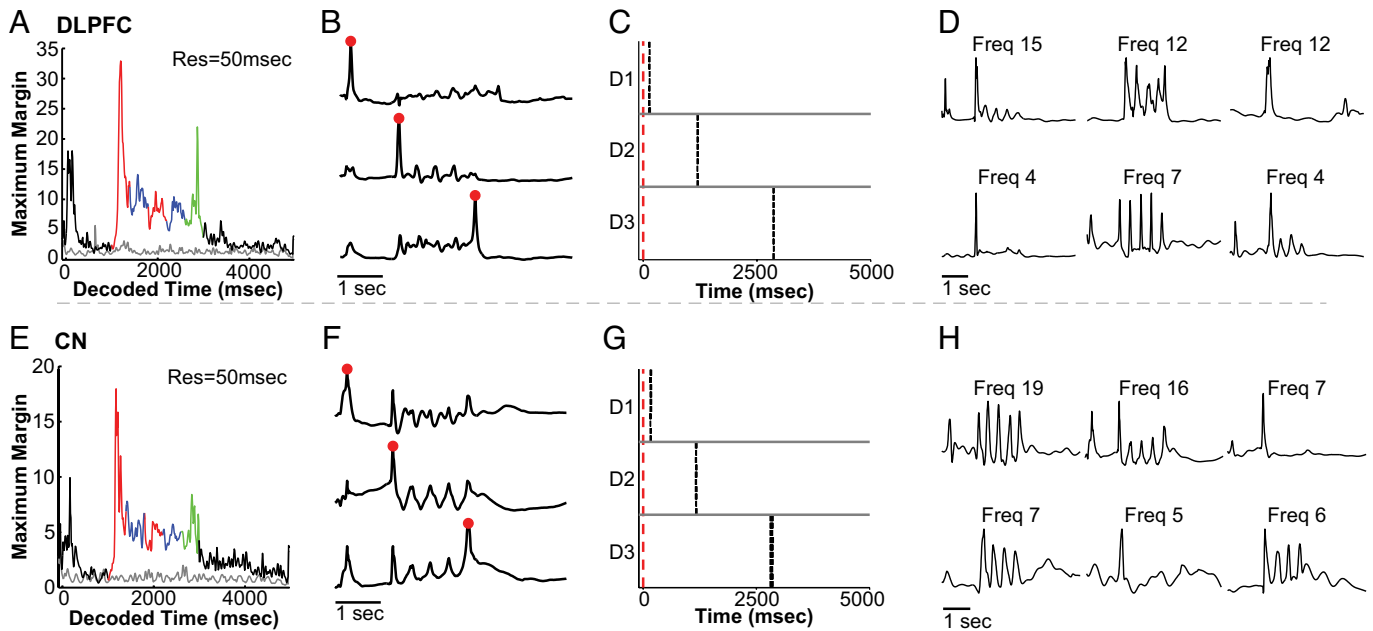 A DLPFC
Res=50msec
Maximum Margin
35
30
25
20
15
10
5
0
0 2000 4000
Decoded Time (msec)
B
1 sec
C
D1
D2
D3
0 2500 5000
Time (msec)
D
Freq 15 Freq 12 Freq 12
Freq 4 Freq 7 Freq 4
1 sec
E CN
Res=50msec
Maximum Margin
20
15
10
5
0
0 2000 4000
Decoded Time (msec)
F
1 sec
G
D1
D2
D3
0 2500 5000
Time (msec)
H
Freq 19 Freq 16 Freq 7
Freq 7 Freq 5 Freq 6
1 sec